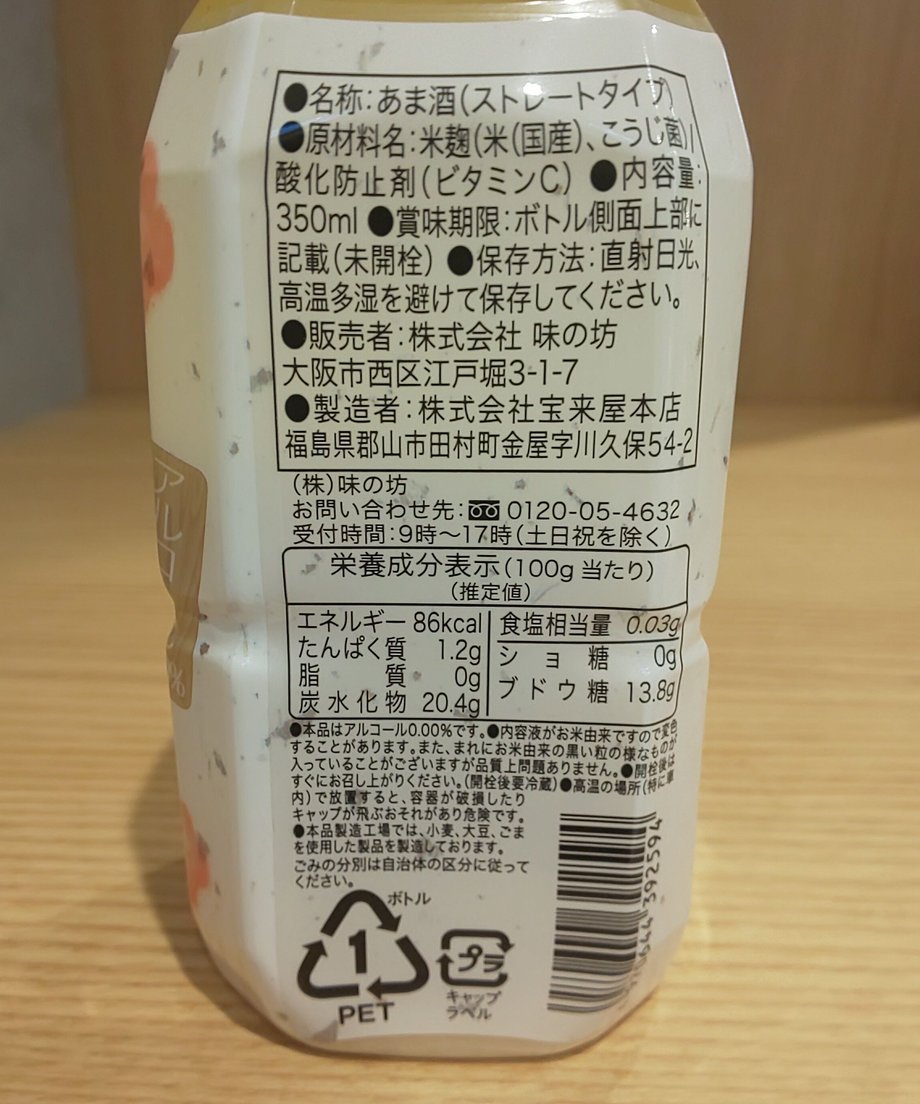 ●名称:あま酒(ストレートタイプ)
●原材料名:米麹(米(国産)、こうじ菌)/
酸化防止剤(ビタミンC) ●内容量:
350ml ●賞味期限:ボトル側面上部に
記載(未開栓) ●保存方法:直射日光、
高温多湿を避けて保存してください。
●販売者:株式会社 味の坊
大阪市西区江戸堀3-1-7
●製造者:株式会社宝来屋本店
福島県郡山市田村町金屋字川久保54-2
(株)味の坊
お問い合わせ先:0120-05-4632
受付時間:9時~17時(土日祝を除く)
栄養成分表示(100g当たり)
(推定値)
エネルギー 86kcal
たんぱく質 1.2g
脂質 0g
炭水化物 20.4g
食塩相当量 0.03g
ショ糖 0g
ブドウ糖 13.8g
●本品はアルコール0.00%です。●内容液がお米由来ですので変色
することがあります。また、まれにお米由来の黒い粒の様なものが
入っていることがございますが品質上問題ありません。●開栓後は
すぐにお召し上がりください。(開栓後要冷蔵)●高温の場所(特に車
内)で放置すると、容器が破損したり
キャップが飛ぶおそれがあり危険です。
●本品製造工場では、小麦、大豆、ごま
を使用した製品を製造しております。
ごみの分別は自治体の区分に従って
ください。
ボトル
1
PET
プラ
キャップ
ラベル
ア
ル
コ
%